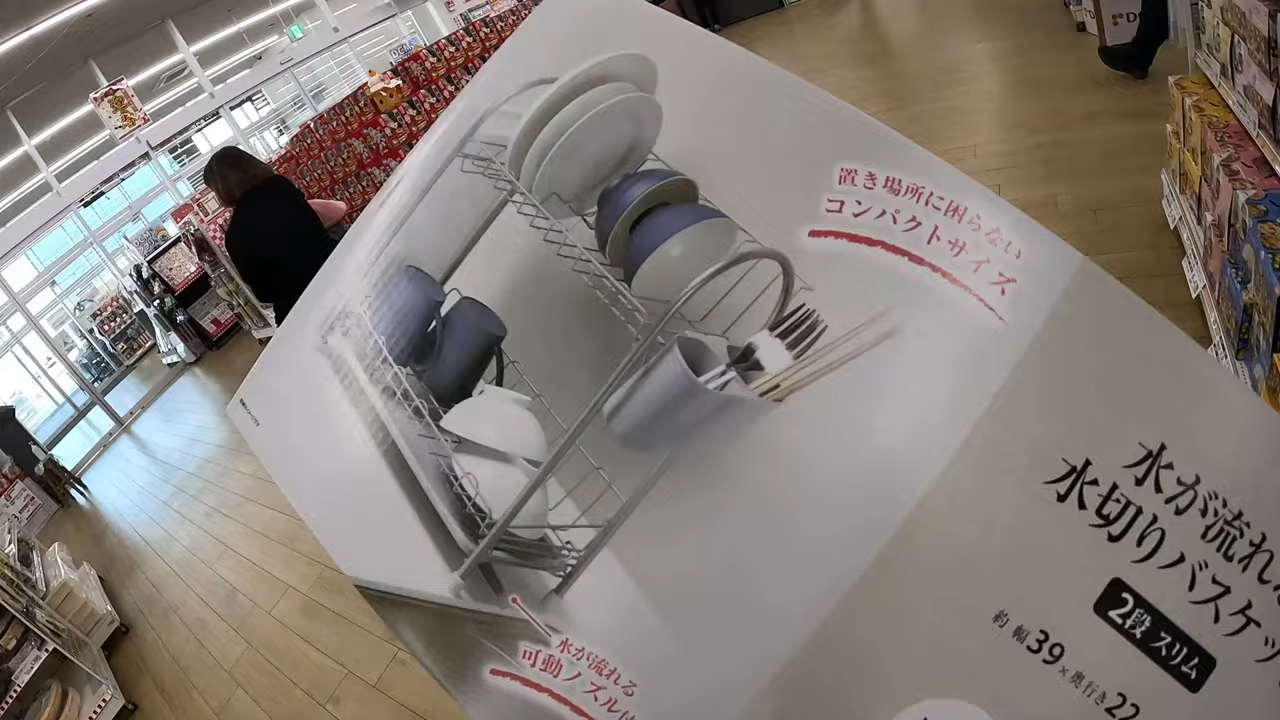 置き場所に困らない
コンパクトサイズ
水が流れる
水切りバスケッ
2段 スリム
約 幅39×奥行き22
水が流れる
可動ノズル